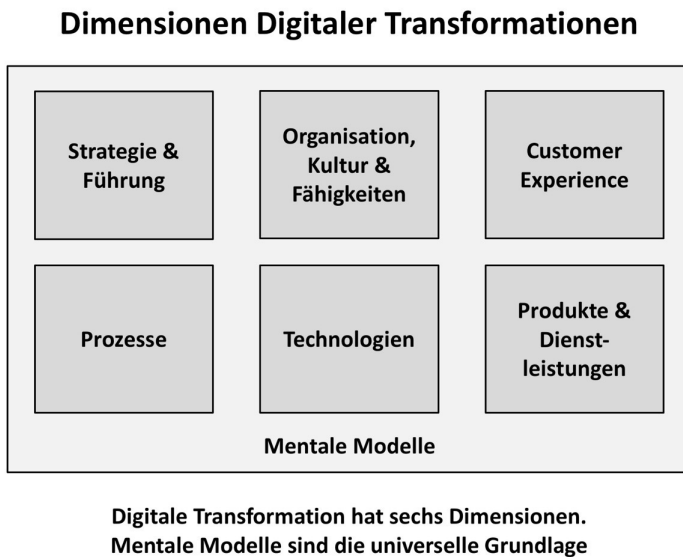 Dimensionen Digitaler Transformationen
Strategie &
Führung
Organisation,
Kultur &
Fähigkeiten
Customer
Experience
Prozesse
Technologien
Produkte &
Dienst-
leistungen
Mentale Modelle
Digitale Transformation hat sechs Dimensionen.
Mentale Modelle sind die universelle Grundlage